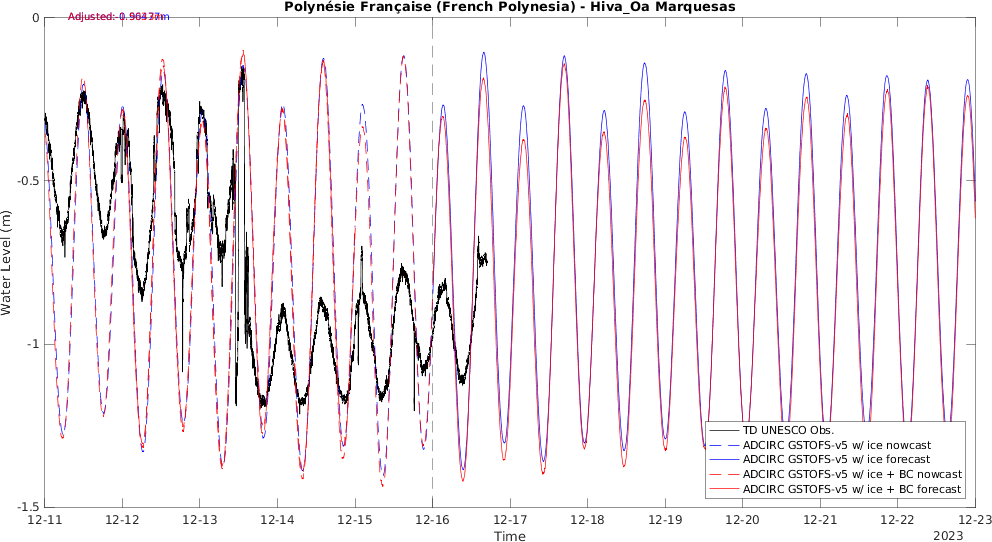 Polynésie Française (French Polynesia) - Hiva_Oa Marquesas
Adjusted:
0
-0.5
-1
-1.5
Water Level (m)
TD UNESCO Obs.
ADCIRC GSTOFS-v5 w/ ice nowcast
ADCIRC GSTOFS-v5 w/ ice forecast
ADCIRC GSTOFS-v5 w/ ice + BC nowcast
ADCIRC GSTOFS-v5 w/ ice + BC forecast
12-11 12-12 12-13 12-14 12-15 12-16 12-17 12-18 12-19 12-20 12-21 12-22 12-23
Time
2023